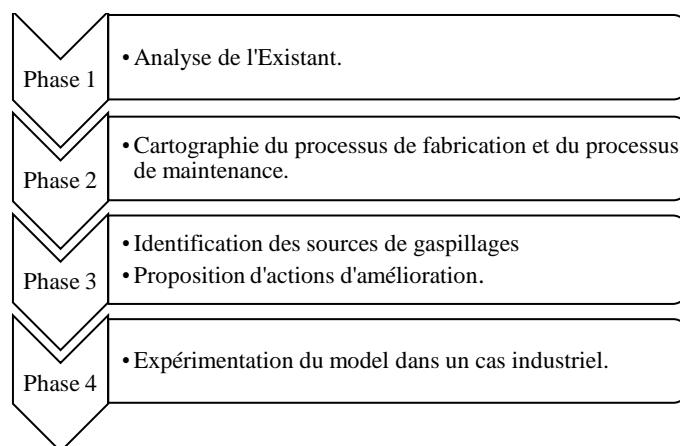 Phase 1
• Analyse de l'Existant.
Phase 2
• Cartographie du processus de fabrication et du processus
de maintenance.
Phase 3
• Identification des sources de gaspillages
• Proposition d'actions d'amélioration.
Phase 4
• Expérimentation du model dans un cas industriel.